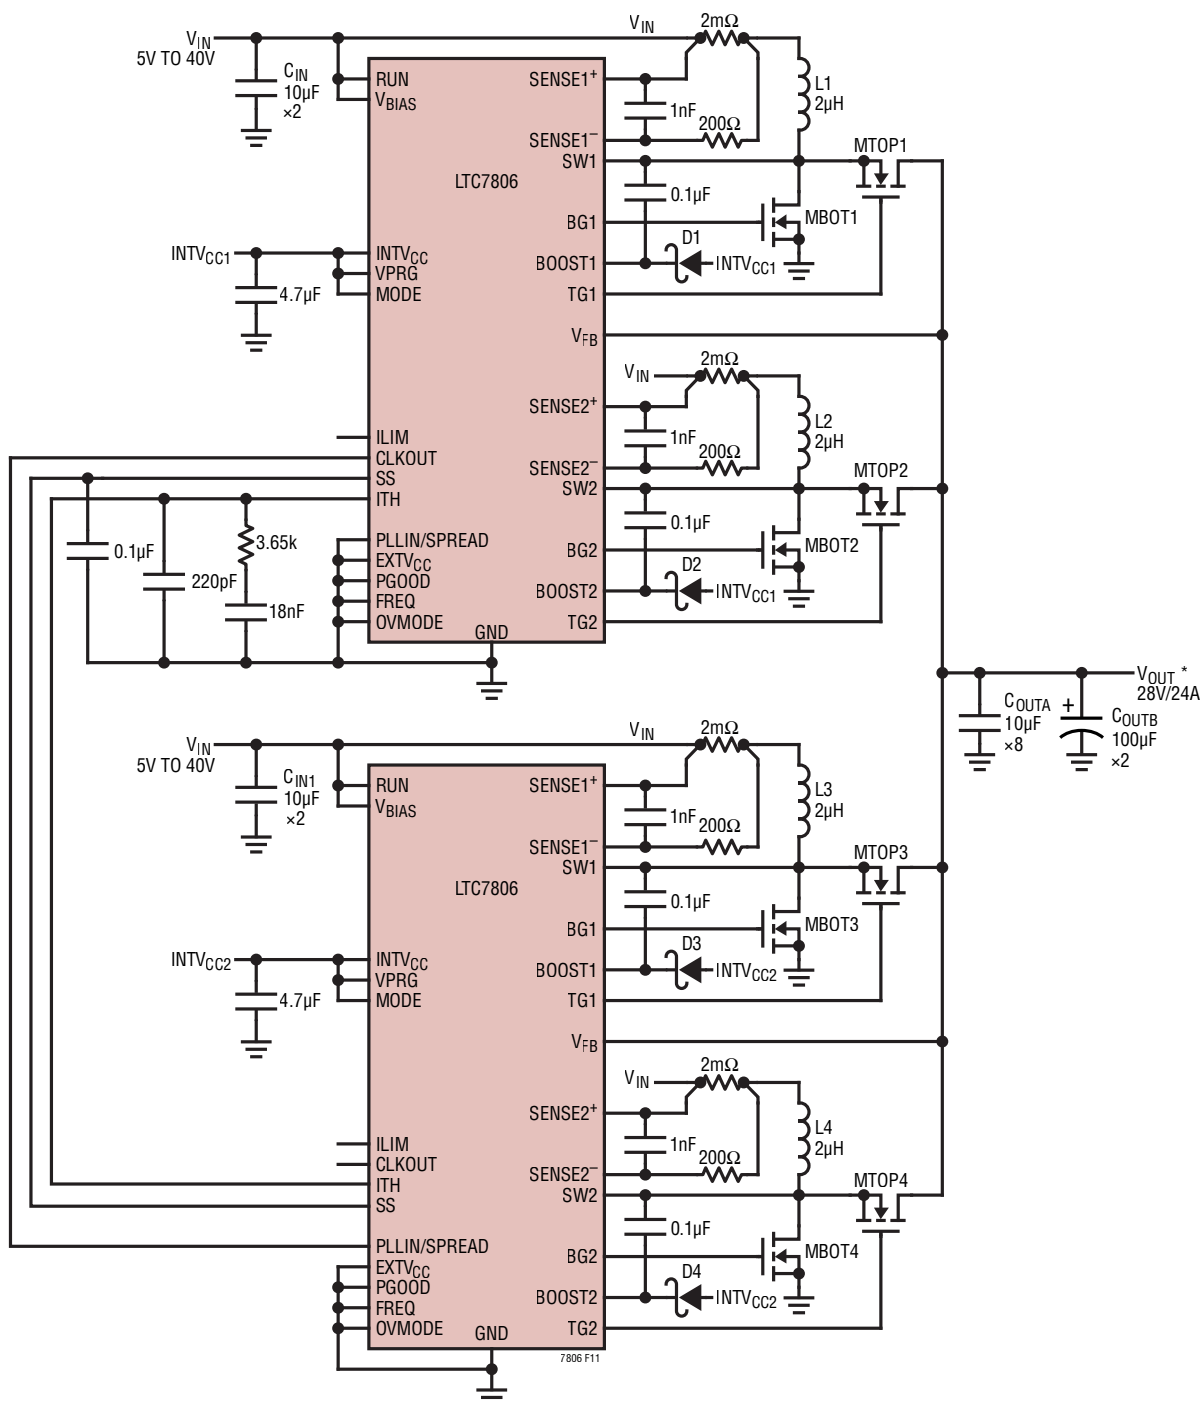 VIN
5V TO 40V
CIN
10µF
×2
RUN
VBIAS
LTC7806
INTVCC1
4.7µF
INTVCC
VPRG
MODE
ILIM
CLKOUT
SS
ITH
0.1µF
220pF
3.65k
18nF
PLLIN/SPREAD
EXTVCC
PGOOD
FREQ
OVMODE
GND
SENSE1+
SENSE1–
SW1
BG1
BOOST1
TG1
VFB
SENSE2+
SENSE2–
SW2
BG2
BOOST2
TG2
VIN
2mΩ
L1
2µH
1nF
200Ω
MTOP1
0.1µF
MBOT1
D1
INTVCC1
VIN
2mΩ
L2
2µH
1nF
200Ω
MTOP2
0.1µF
MBOT2
D2
INTVCC1
VOUT *
28V/24A
COUTA
10µF
×8
+
COUTB
100µF
×2
VIN
5V TO 40V
CIN1
10µF
×2
RUN
VBIAS
LTC7806
INTVCC2
4.7µF
INTVCC
VPRG
MODE
ILIM
CLKOUT
ITH
SS
PLLIN/SPREAD
EXTVCC
PGOOD
FREQ
OVMODE
GND
SENSE1+
SENSE1–
SW1
BG1
BOOST1
TG1
VFB
SENSE2+
SENSE2–
SW2
BG2
BOOST2
TG2
VIN
2mΩ
L3
2µH
1nF
200Ω
MTOP3
0.1µF
MBOT3
D3
INTVCC2
VIN
2mΩ
L4
2µH
1nF
200Ω
MTOP4
0.1µF
MBOT4
D4
INTVCC2
7806 F11